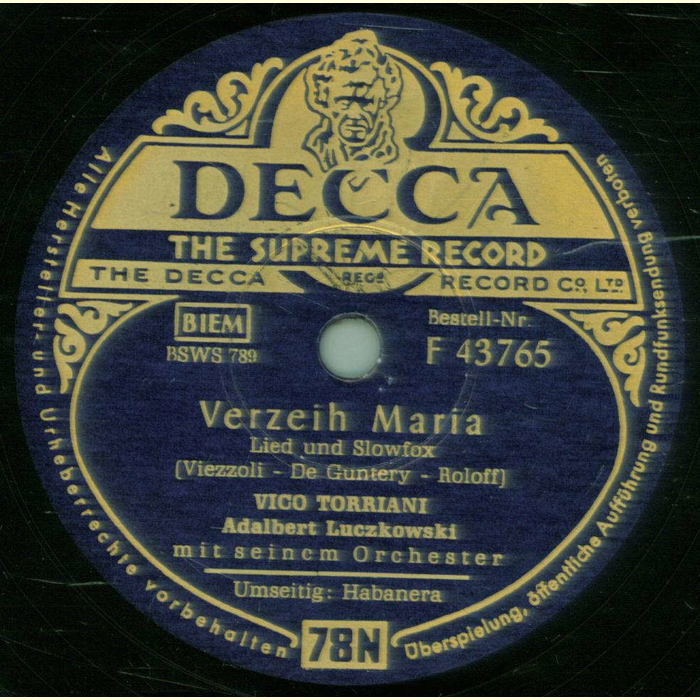 DECCA
THE SUPREME RECORD
THE DECCA REGD. RECORD CO., LTD.
BIEM
BSWS 789
Bestell-Nr.
F 43765
Verzeih Maria
Lied und Slowfox
(Viezzoli - De Guntery - Roloff)
VICO TORRIANI
Adalbert Luczkowski
mit seinem Orchester
Umseitig: Habanera
78N
Alle Hersteller- und Urheberrechte vorbehalten
Überspielung, öffentliche Aufführung und Rundfunksendung verboten